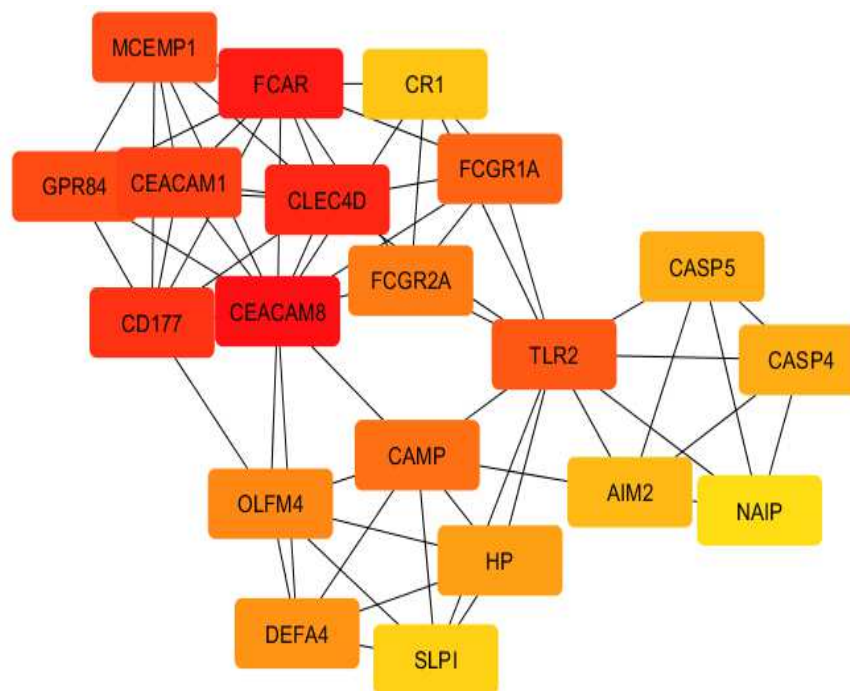 MCEMP1
FCAR
CR1
GPR84
CEACAM1
CLEC4D
FCGR1A
FCGR2A
CASP5
CD177
CEACAM8
TLR2
CASP4
CAMP
OLFM4
AIM2
NAIP
HP
DEFA4
SLPI